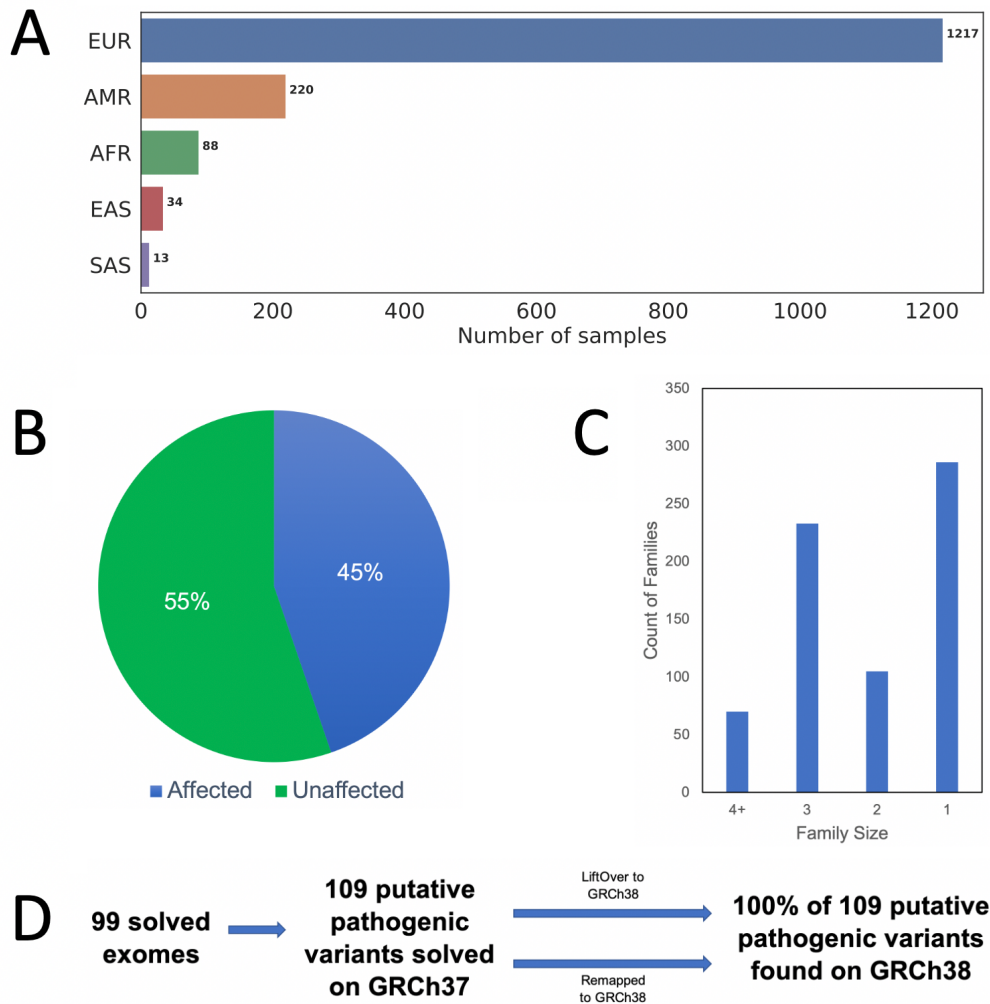 A
EUR
1217
AMR
220
AFR
88
EAS
34
SAS
13
0 200 400 600 800 1000 1200
Number of samples
B
45%
55%
Affected Unaffected
C
350
300
250
200
150
100
50
0
Count of Families
4+ 3 2 1
Family Size
D
99 solved
exomes
109 putative
pathogenic
variants solved
on GRCh37
LiftOver to
GRCh38
Remapped
to GRCh38
100% of 109 putative
pathogenic variants
found on GRCh38